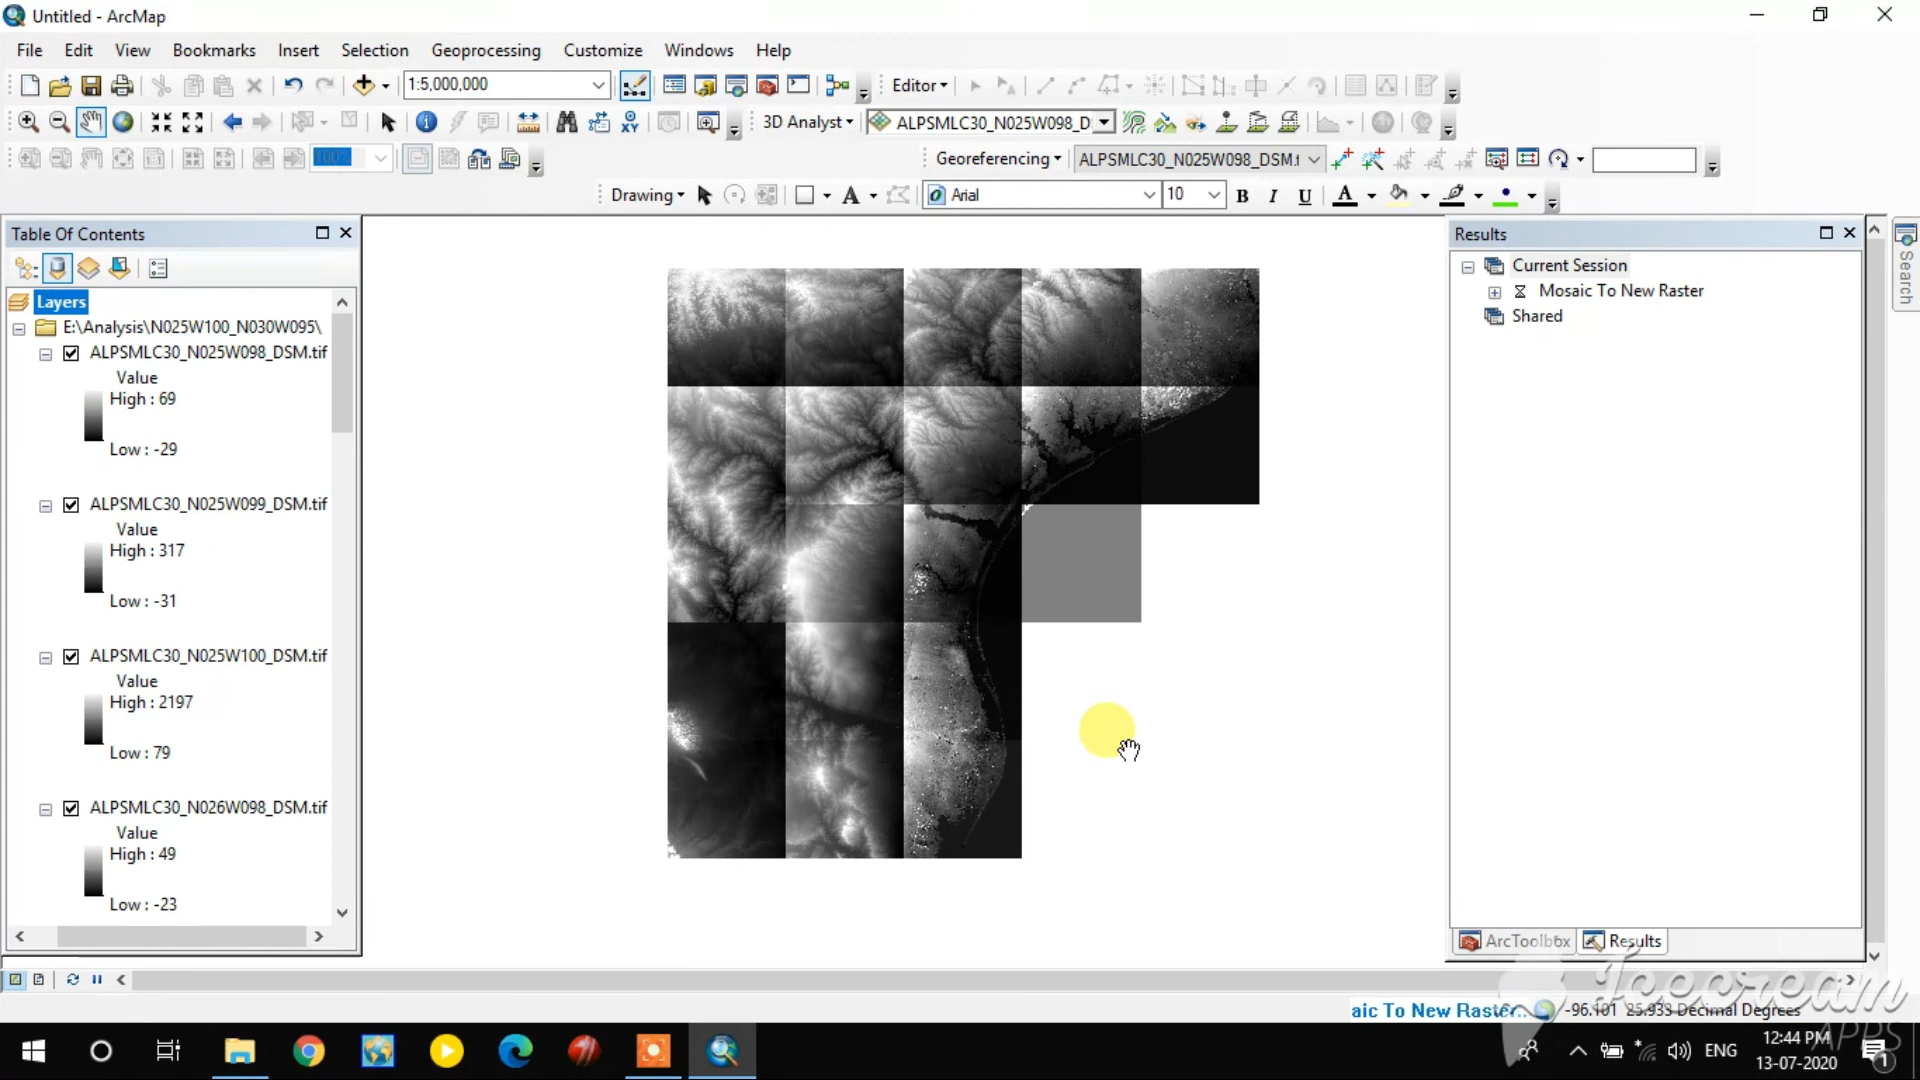 Untitled - ArcMap
File Edit View Bookmarks Insert Selection Geoprocessing Customize Windows Help
1:5,000,000 Editor
3D Analyst ALPSMLC30_N025W098_D
100% Georeferencing ALPSMLC30_N025W098_DSM.t
Drawing A Arial 10 B I U A
Table Of Contents
Layers
E:\Analysis\N025W100_N030W095\
ALPSMLC30_N025W098_DSM.tif
Value
High : 69
Low : -29
ALPSMLC30_N025W099_DSM.tif
Value
High : 317
Low : -31
ALPSMLC30_N025W100_DSM.tif
Value
High : 2197
Low : 79
ALPSMLC30_N026W098_DSM.tif
Value
High : 49
Low : -23
Results
Current Session
Mosaic To New Raster
Shared
Search
ArcToolbox Results
Icecream
APPS
aic To New Raster... -96.101 25.933 Decimal Degrees
ENG 12:44 PM
13-07-2020
1